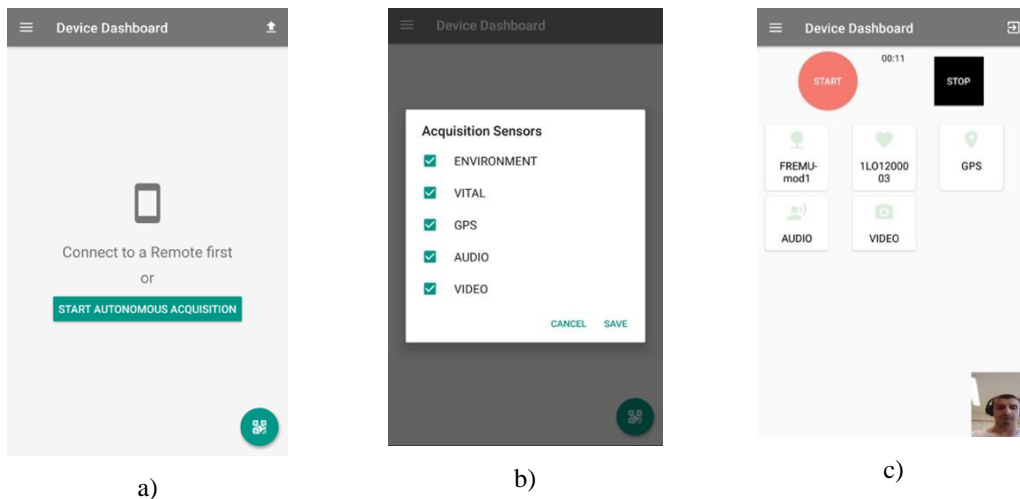 Device Dashboard
Connect to a Remote first
or
START AUTONOMOUS ACQUISITION
a)
Device Dashboard
Acquisition Sensors
ENVIRONMENT
VITAL
GPS
AUDIO
VIDEO
CANCEL SAVE
b)
Device Dashboard
START
00:11
STOP
FREMU-
mod1
1LO12000
03
GPS
AUDIO
VIDEO
c)